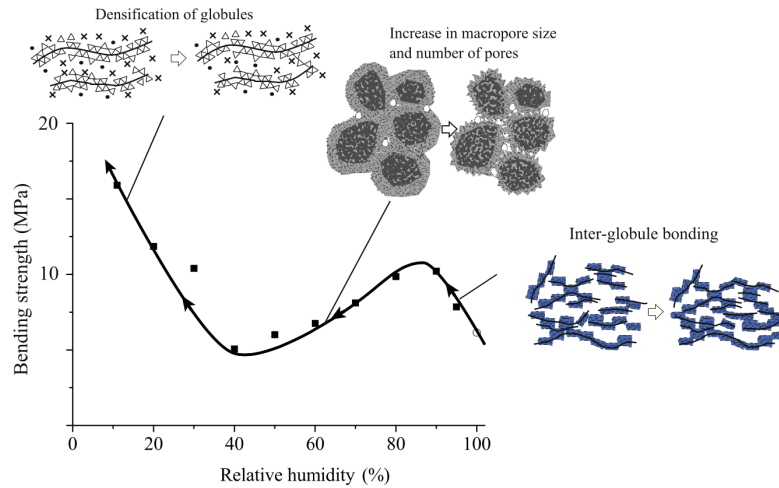 Densification of globules
Increase in macropore size
and number of pores
Inter-globule bonding
20
10
Bending strength (MPa)
0
20
40
60
80
100
Relative humidity (%)